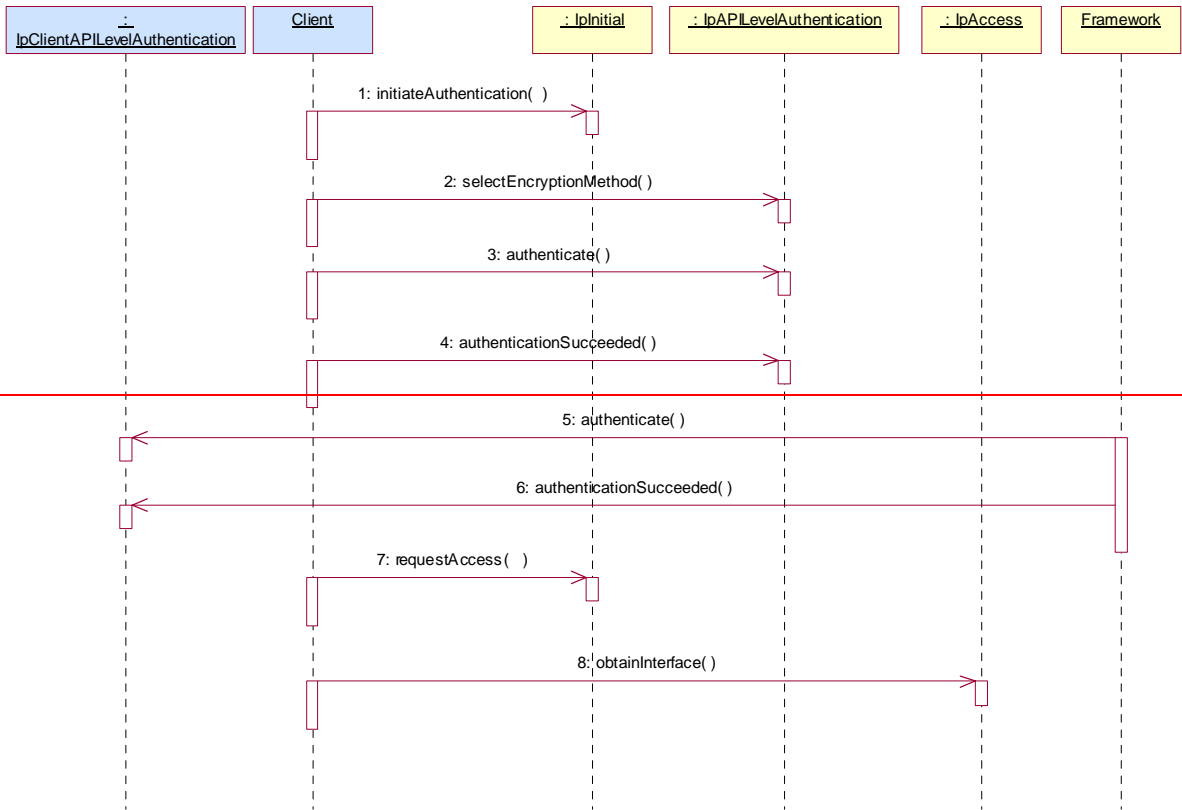 :
IpClientAPILevelAuthentication
Client
: IpInitial
: IpAPILevelAuthentication
: IpAccess
Framework
1: initiateAuthentication( )
2: selectEncryptionMethod( )
3: authenticate( )
4: authenticationSucceeded( )
5: authenticate( )
6: authenticationSucceeded( )
7: requestAccess( )
8: obtainInterface( )